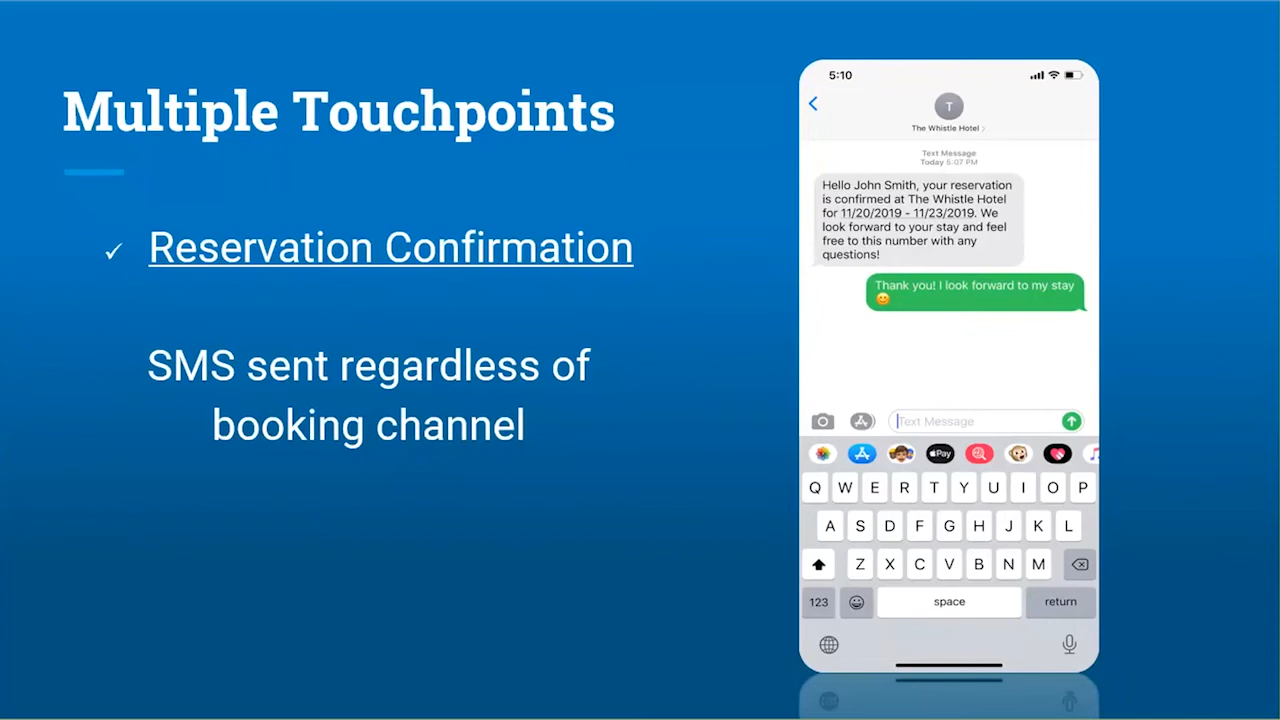 Multiple Touchpoints
✓ Reservation Confirmation
SMS sent regardless of
booking channel
5:10
T
The Whistle Hotel
Text Message
Today 5:07 PM
Hello John Smith, your reservation
is confirmed at The Whistle Hotel
for 11/20/2019 - 11/23/2019. We
look forward to your stay and feel
free to this number with any
questions!
Thank you! I look forward to my stay
😊
Text Message
Pay
Q W E R T Y U I O P
A S D F G H J K L
Z X C V B N M
123 space return